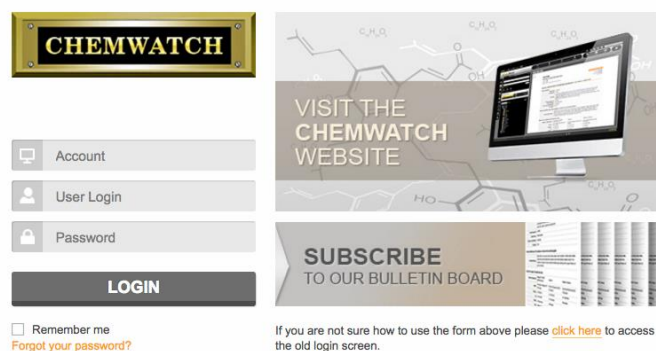 CHEMWATCH
Account
User Login
Password
LOGIN
Remember me
Forgot your password?
VISIT THE
CHEMWATCH
WEBSITE
HO
SUBSCRIBE
TO OUR BULLETIN BOARD
If you are not sure how to use the form above please click here to access
the old login screen.